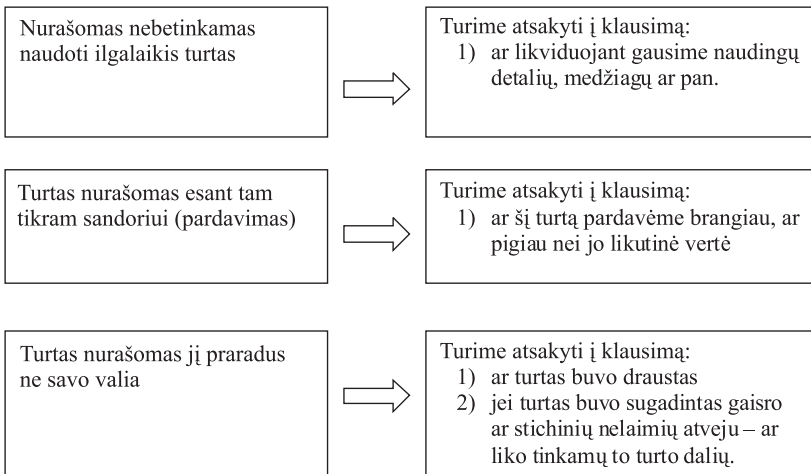 Nurašomas nebetinkamas
naudoti ilgalaikis turtas
Turime atsakyti į klausimą:
1) ar likviduojant gausime naudingų
detalių, medžiagų ar pan.
Turtas nurašomas esant tam
tikram sandoriui (pardavimas)
Turime atsakyti į klausimą:
1) ar šį turtą pardavėme brangiau, ar
pigiau nei jo likutinė vertė
Turtas nurašomas jį praradus
ne savo valia
Turime atsakyti į klausimą:
1) ar turtas buvo draustas
2) jei turtas buvo sugadintas gaisro
ar stichinių nelaimių atveju – ar
liko tinkamų to turto dalių.